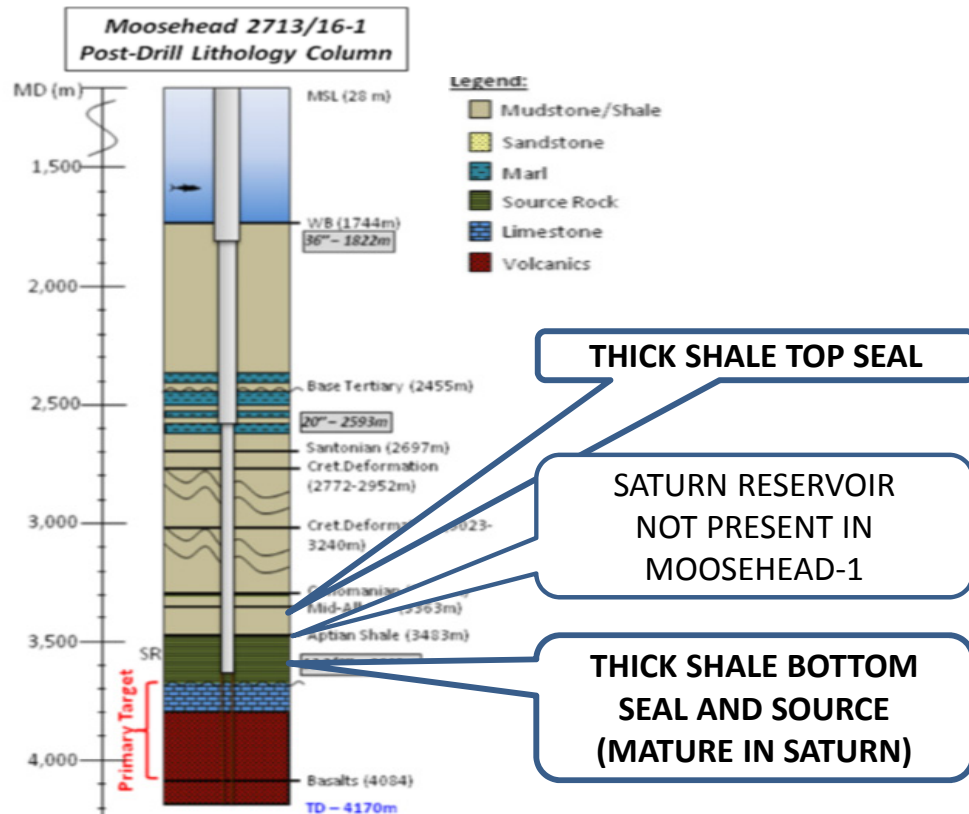 Moosehead 2713/16-1
Post-Drill Lithology Column
MD (m)
1,500
2,000
2,500
3,000
3,500
4,000
MSL (28 m)
WB (1744m)
36" – 1822m
Base Tertiary (2455m)
20" – 2593m
Santonian (2697m)
Cret.Deformation
(2772-2952m)
3240m)
Aptian Shale (3483m)
SR
Primary Target
Basalts (4084)
TD – 4170m
Legend:
Mudstone/Shale
Sandstone
Marl
Source Rock
Limestone
Volcanics
THICK SHALE TOP SEAL
SATURN RESERVOIR
NOT PRESENT IN
MOOSEHEAD-1
THICK SHALE BOTTOM
SEAL AND SOURCE
(MATURE IN SATURN)